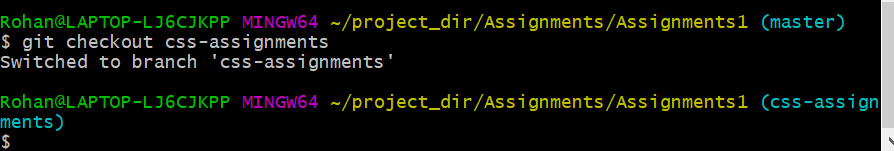 Rohan@LAPTOP-LJ6CJKPP MINGW64 ~/project_dir/Assignments/Assignments1 (master)
$ git checkout css-assignments
Switched to branch 'css-assignments'
Rohan@LAPTOP-LJ6CJKPP MINGW64 ~/project_dir/Assignments/Assignments1 (css-assign
ments)
$